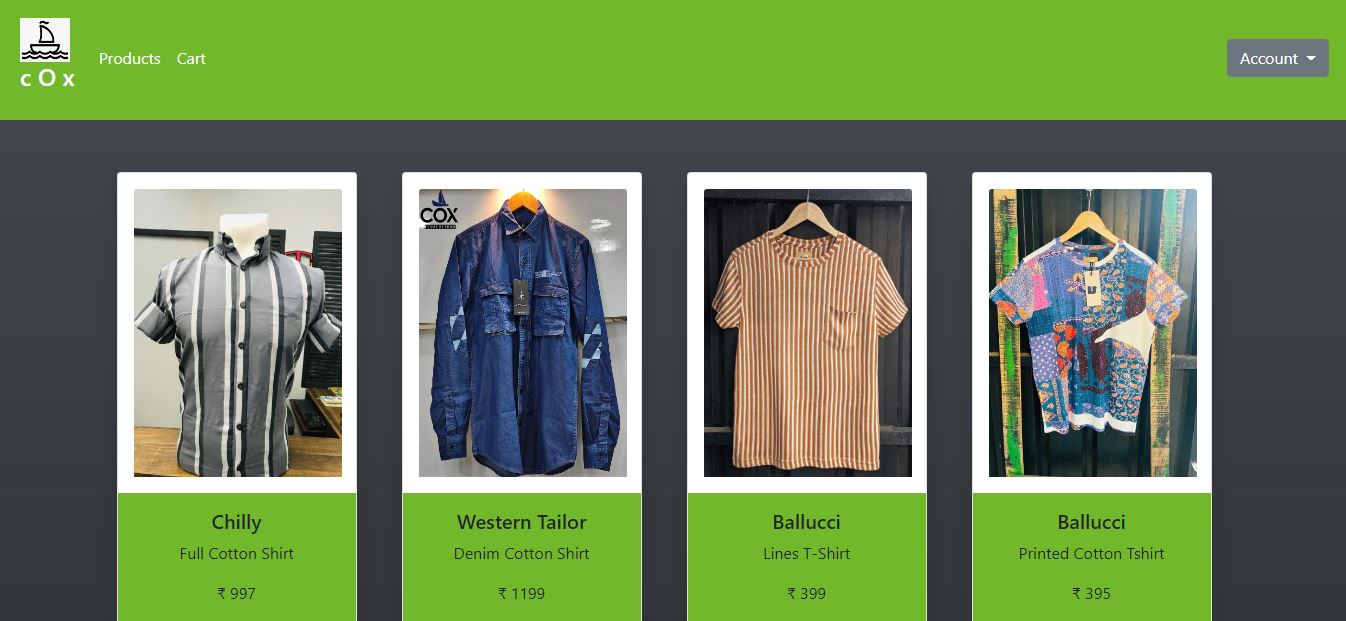 c O x
Products
Cart
Account
COX
Chilly
Full Cotton Shirt
₹ 997
Western Tailor
Denim Cotton Shirt
₹ 1199
Ballucci
Lines T-Shirt
₹ 399
Ballucci
Printed Cotton Tshirt
₹ 395